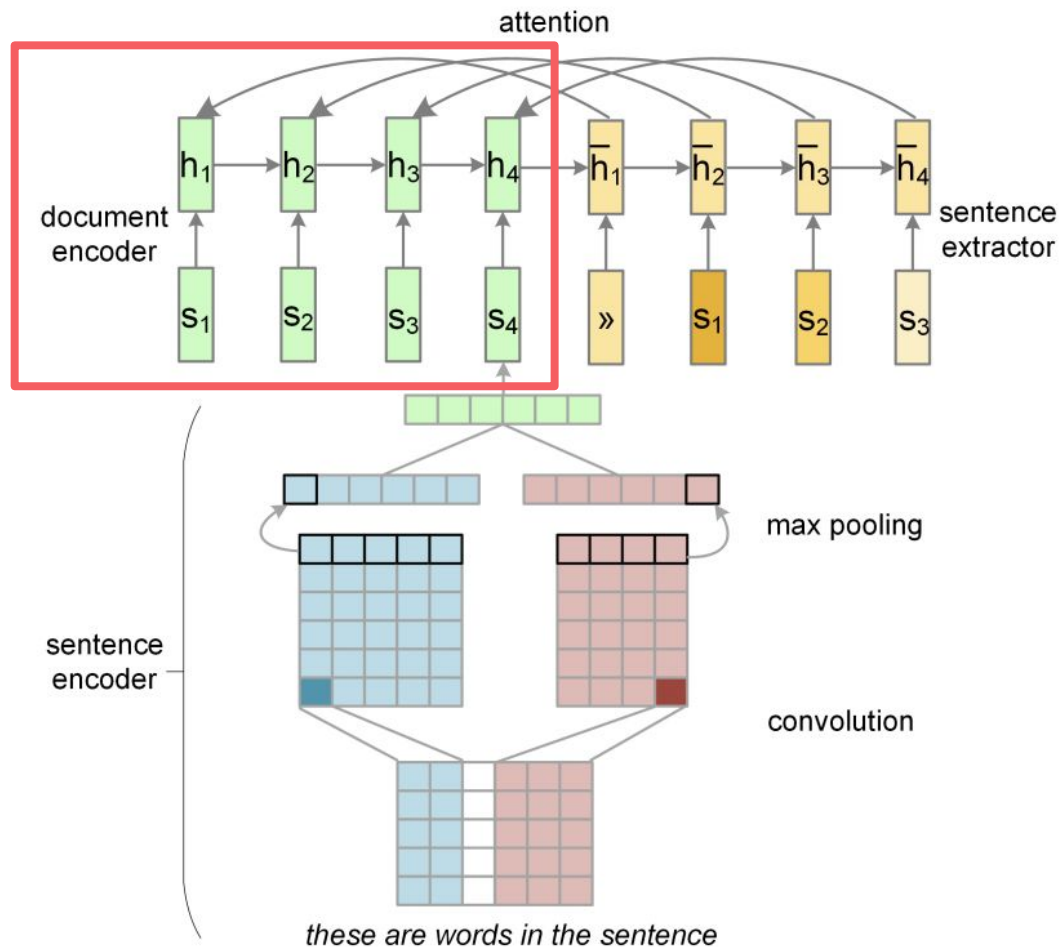 attention
h₁ h₂ h₃ h₄ h̅₁ h̅₂ h̅₃ h̅₄
document
encoder
sentence
extractor
s₁ s₂ s₃ s₄ » s₁ s₂ s₃
max pooling
sentence
encoder
convolution
these are words in the sentence